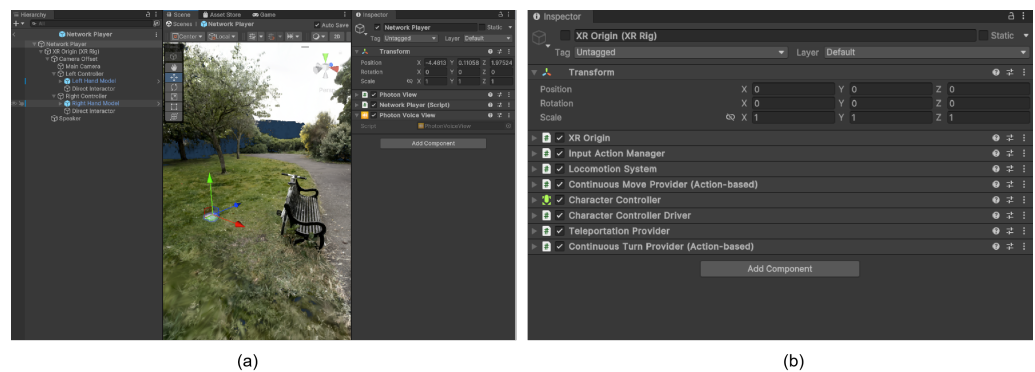 Hierarchy
All
Network Player
Network Player
XR Origin (XR Rig)
Camera Offset
Main Camera
Left Controller
Left Hand Model
Direct Interactor
Right Controller
Right Hand Model
Direct Interactor
Speaker
Scene
Asset Store
Game
Scenes
Network Player
Auto Save
Center
Local
2D
Inspector
Network Player
Static
Tag Untagged
Layer Default
Transform
Position X -4.4613 Y 0.11058 Z 1.97524
Rotation X 0 Y 0 Z 0
Scale X 1 Y 1 Z 1
Photon View
Network Player (Script)
Photon Voice View
Script PhotonVoiceView
Add Component
(a)
Inspector
XR Origin (XR Rig)
Static
Tag Untagged
Layer Default
Transform
Position X 0 Y 0 Z 0
Rotation X 0 Y 0 Z 0
Scale X 1 Y 1 Z 1
XR Origin
Input Action Manager
Locomotion System
Continuous Move Provider (Action-based)
Character Controller
Character Controller Driver
Teleportation Provider
Continuous Turn Provider (Action-based)
Add Component
(b)